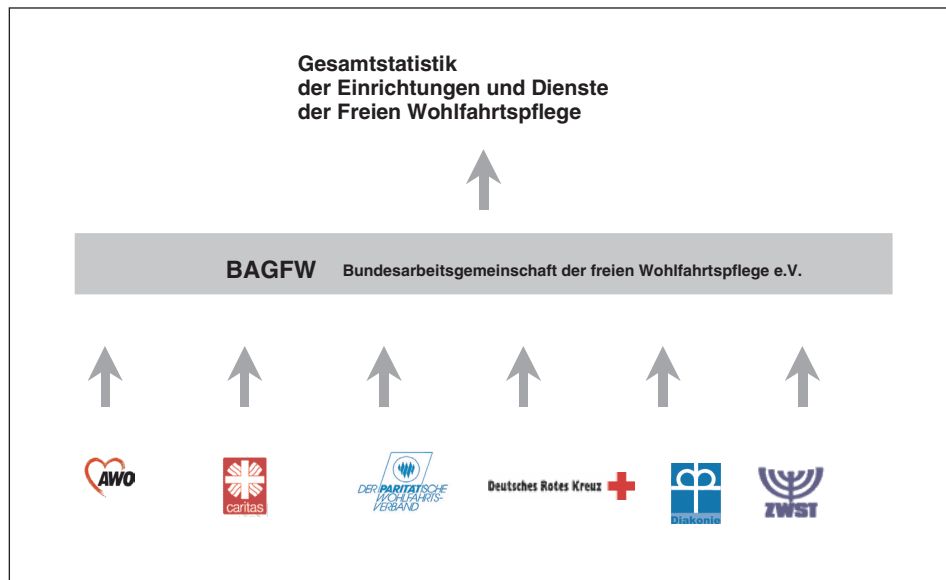 Gesamtstatistik
der Einrichtungen und Dienste
der Freien Wohlfahrtspflege
BAGFW Bundesarbeitsgemeinschaft der freien Wohlfahrtspflege e.V.
AWO
caritas
DER PARITÄTISCHE
WOHLFAHRTS-
VERBAND
Deutsches Rotes Kreuz
Diakonie
ZWST